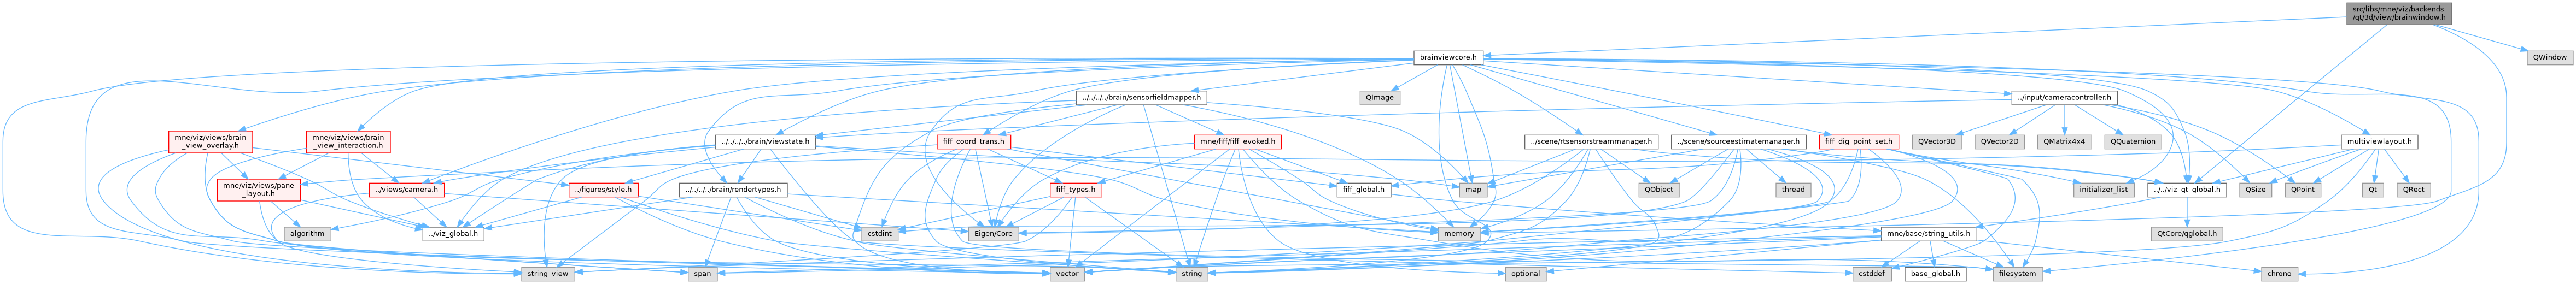 src/libs/mne/viz/backends
/qt/3d/view/brainwindow.h
brainviewcore.h
QWindow
../../../../brain/sensorfieldmapper.h
QImage
../input/cameracontroller.h
mne/viz/views/brain
_view_overlay.h
mne/viz/views/brain
_view_interaction.h
../../../../brain/viewstate.h
fiff_coord_trans.h
mne/fiff/fiff_evoked.h
../scene/rtsensorstreammanager.h
../scene/sourceestimatemanager.h
fiff_dig_point_set.h
QVector3D
QVector2D
QMatrix4x4
QQuaternion
multiviewlayout.h
mne/viz/views/pane
_layout.h
../views/camera.h
../figures/style.h
../../../../brain/rendertypes.h
fiff_types.h
fiff_global.h
map
QObject
thread
initializer_list
../../viz_qt_global.h
QSize
QPoint
Qt
QRect
algorithm
../viz_global.h
cstdint
Eigen/Core
memory
mne/base/string_utils.h
QtCore/qglobal.h
string_view
span
vector
string
optional
cstddef
base_global.h
filesystem
chrono